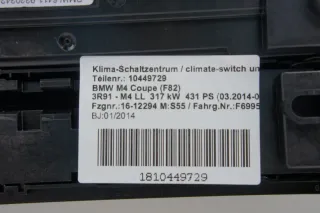 Klima-Schaltzentrum / climate-switch un
Teilenr.: 10449729
BMW M4 Coupe (F82)
3R91 - M4 LL 317 kW 431 PS (03.2014-0
Fzgnr.:16-12294 M:S55 / Fahrg.Nr.:F6995
BJ:01/2014
1810449729